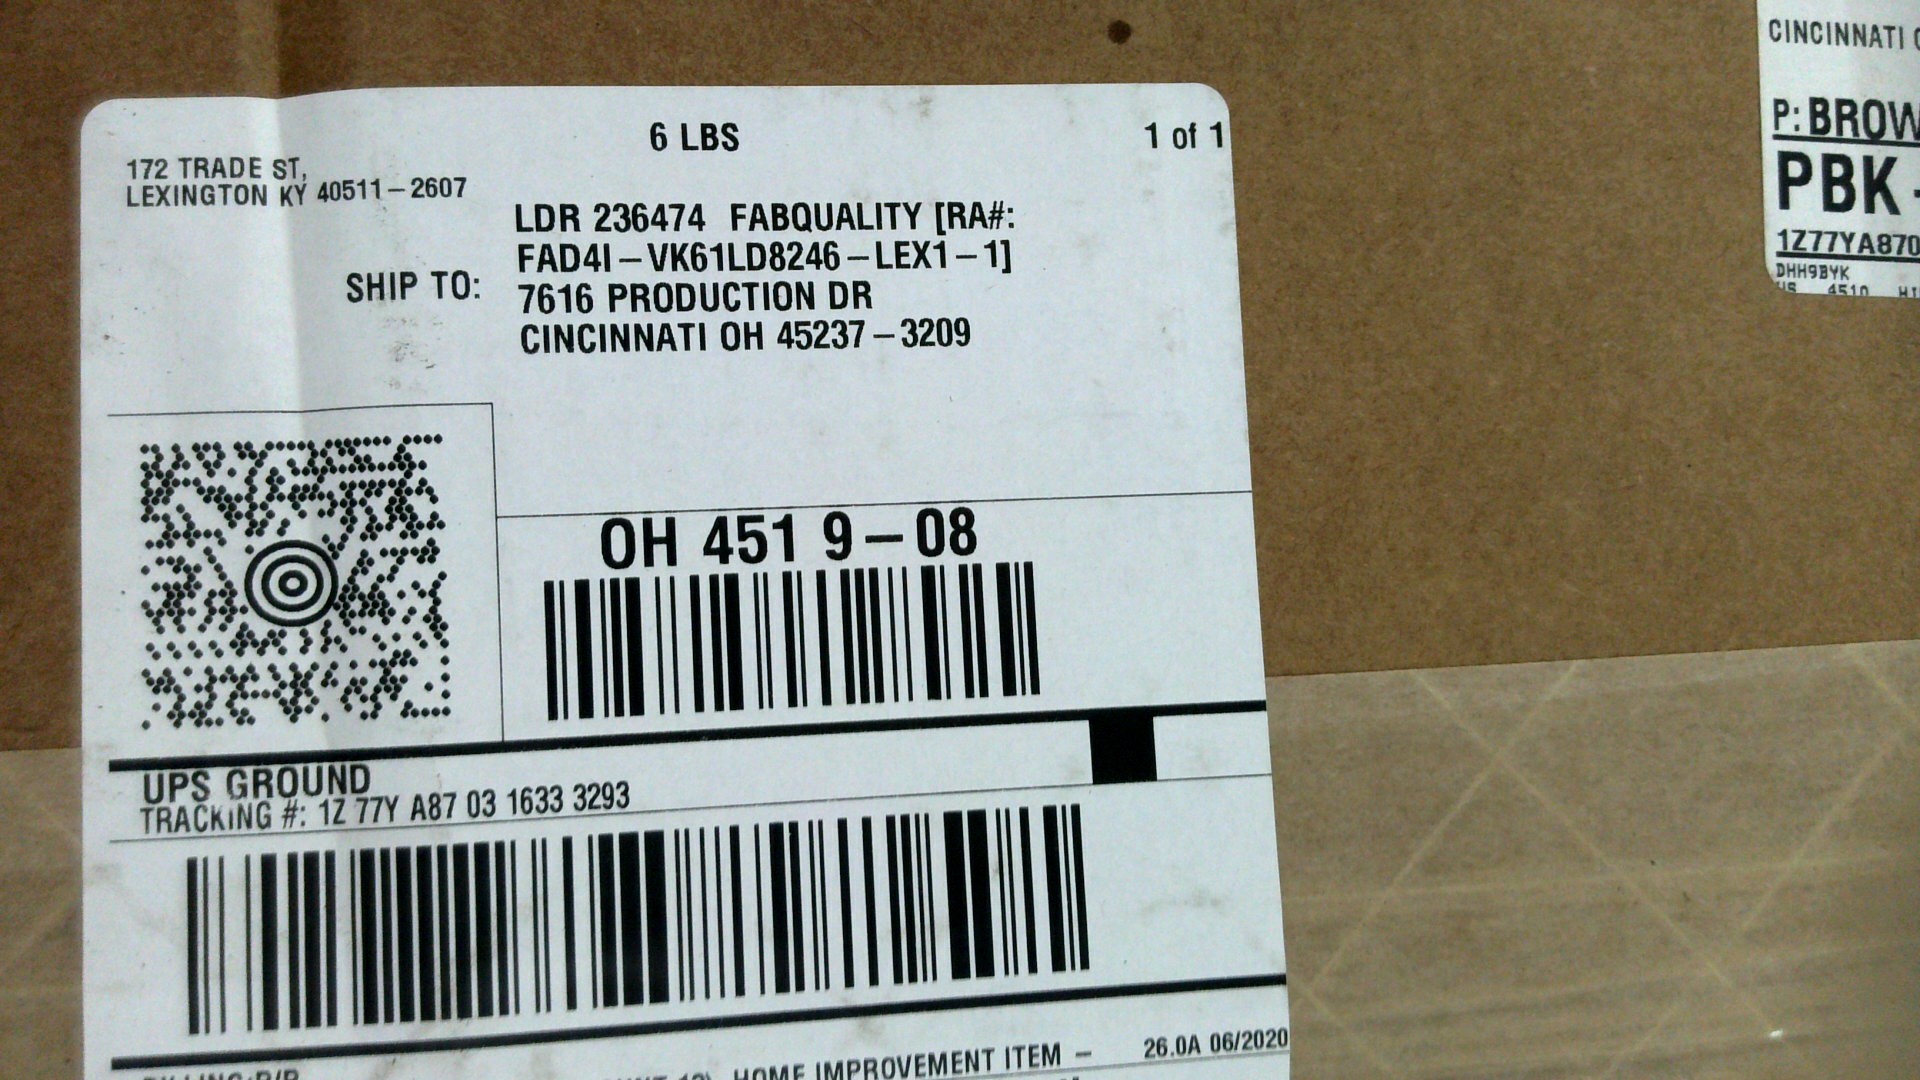 6 LBS
1 of 1
172 TRADE ST,
LEXINGTON KY 40511-2607
SHIP TO:
LDR 236474 FABQUALITY [RA#:
FAD4I-VK61LD8246-LEX1-1]
7616 PRODUCTION DR
CINCINNATI OH 45237-3209
OH 451 9-08
UPS GROUND
TRACKING #: 1Z 77Y A87 03 1633 3293
HOME IMPROVEMENT ITEM -
26.0A 06/2020
CINCINNATI
P: BROW
PBK-
1Z77YA870
DHH9BYK
US 4510